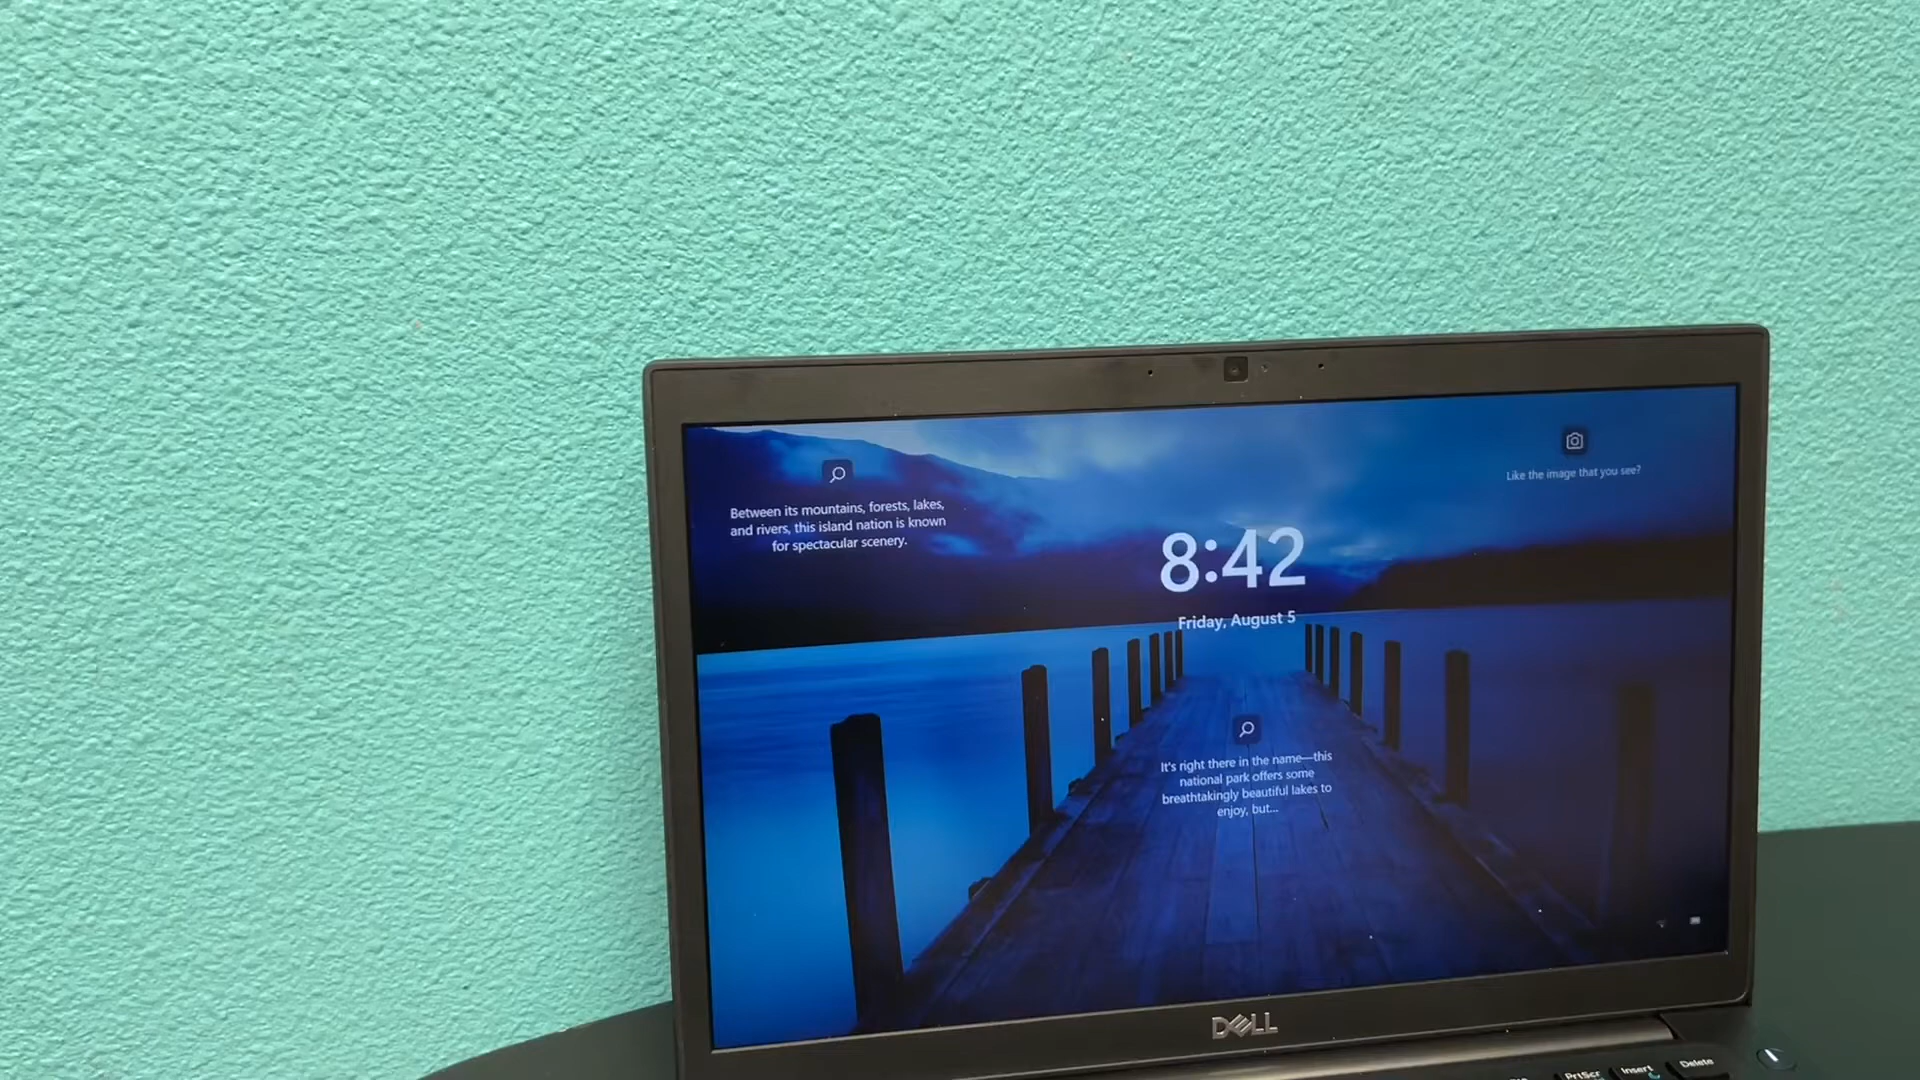 Like the image that you see?
Between its mountains, forests, lakes,
and rivers, this island nation is known
for spectacular scenery.
8:42
Friday, August 5
It's right there in the name—this
national park offers some
breathtakingly beautiful lakes to
enjoy, but...
DELL
PrtScr
Insert
Delete